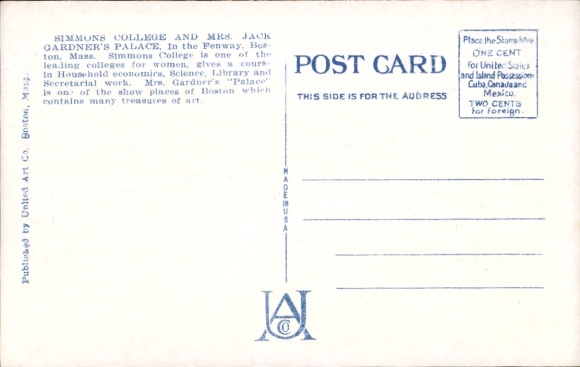 SIMMONS COLLEGE AND MRS. JACK
GARDNER'S PALACE, In the Fenway, Bos-
ton, Mass. Simmons College is one of the
leading colleges for women, gives a course
in Household economics, Science, Library and
Secretarial work. Mrs. Gardner's "Palace"
is one of the show places of Boston which
contains many treasures of art.
Published by United Art Co., Boston, Mass.
POST CARD
THIS SIDE IS FOR THE ADDRESS
Place the Stamp here
ONE CENT
for United States
and Island Possessions
Cuba, Canada and
Mexico.
TWO CENTS
for Foreign.
MADE IN USA
UACO